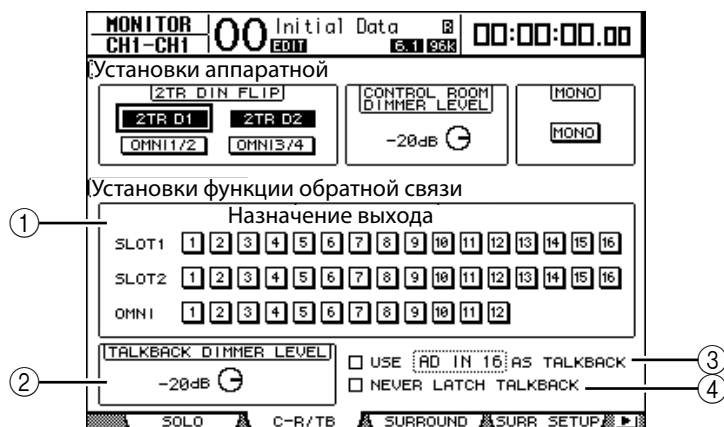 MONITOR CH1-CH1 00 Initial Data EDIT 6.1 96k 00:00:00.00
Установки аппаратной
2TR DIN FLIP CONTROL ROOM DIMMER LEVEL MONO
2TR D1 2TR D2 -20dB MONO
OMNI1/2 OMNI3/4
Установки функции обратной связи
1 Назначение выхода
SLOT1 1 2 3 4 5 6 7 8 9 10 11 12 13 14 15 16
SLOT2 1 2 3 4 5 6 7 8 9 10 11 12 13 14 15 16
OMNI 1 2 3 4 5 6 7 8 9 10 11 12
TALKBACK DIMMER LEVEL
2 -20dB
USE AD IN 16 AS TALKBACK 3
NEVER LATCH TALKBACK 4
SOLO C-R/TB SURROUND SURR SETUP